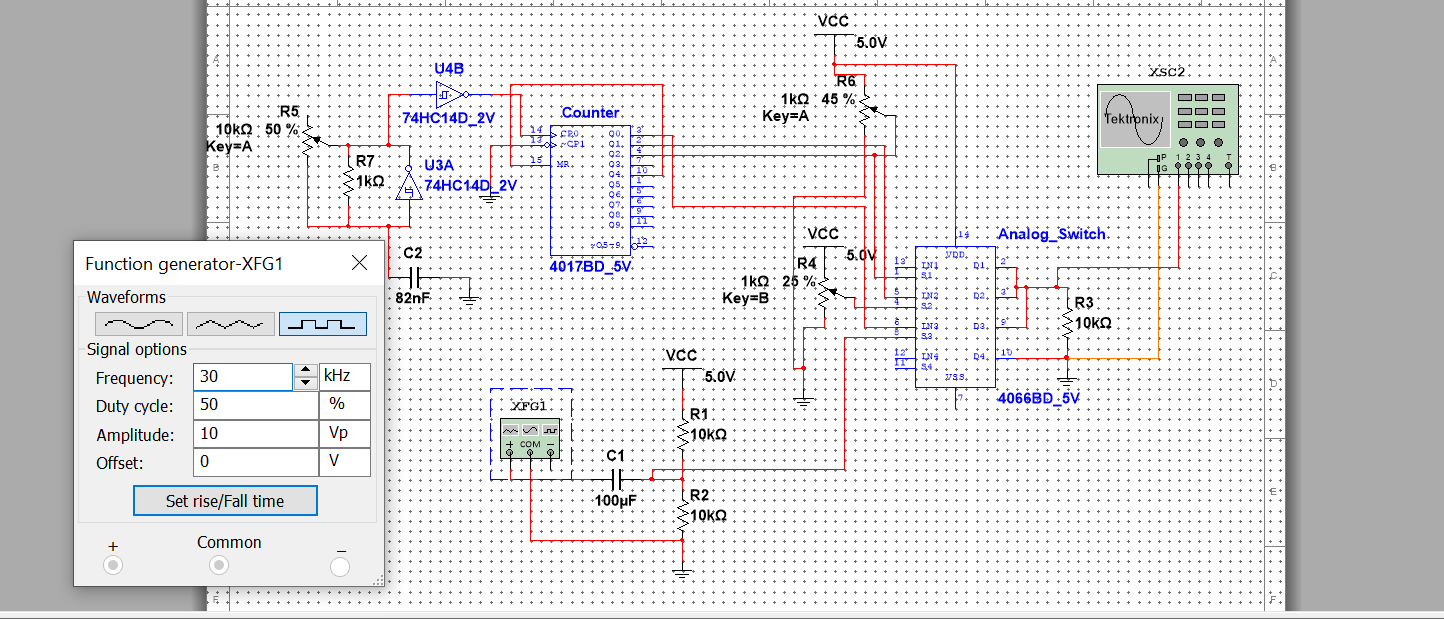 VCC
5.0V
XSC2
Tektronix
P
G
1 2 3 4
T
U4B
74HC14D_2V
R5
10kΩ 50 %
Key=A
R7
1kΩ
U3A
74HC14D_2V
Counter
14
13
15
CP0
~CP1
MR
Q0
Q1
Q2
Q3
Q4
Q5
Q6
Q7
Q8
Q9
~Q5-9
3
2
4
7
10
1
5
6
9
11
12
4017BD_5V
R6
1kΩ 45 %
Key=A
VCC
5.0V
R4
1kΩ 25 %
Key=B
Analog_Switch
14
VDD
13
1
5
4
6
8
12
11
IN1
S1
IN2
S2
IN3
S3
IN4
S4
D1
D2
D3
D4
2
3
9
10
VSS
7
4066BD_5V
R3
10kΩ
C2
82nF
VCC
5.0V
R1
10kΩ
R2
10kΩ
C1
100µF
XFG1
+ COM −
Function generator-XFG1
Waveforms
Signal options
Frequency: 30 kHz
Duty cycle: 50 %
Amplitude: 10 Vp
Offset: 0 V
Set rise/Fall time
+ Common −
A
B
A
B
C
D
E
F
E